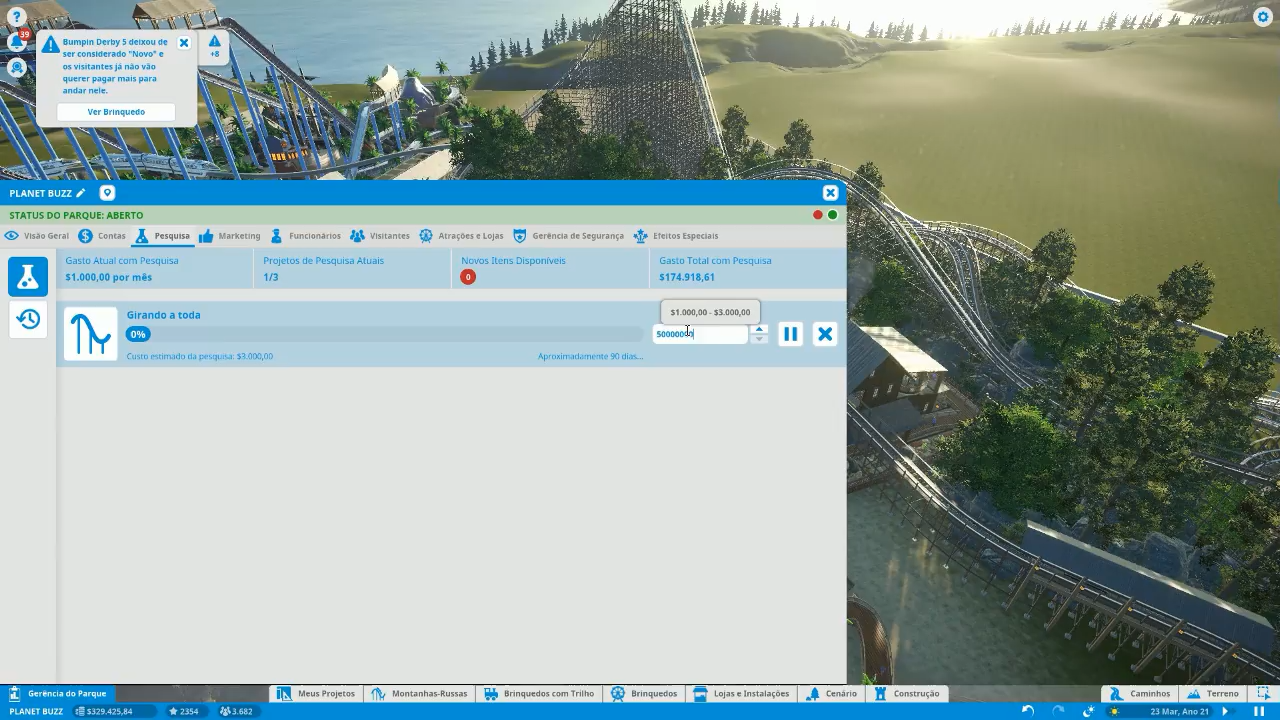 ?
39
Bumpin Derby 5 deixou de
ser considerado "Novo" e
os visitantes já não vão
querer pagar mais para
andar nele.
+8
Ver Brinquedo
PLANET BUZZ
STATUS DO PARQUE: ABERTO
Visão Geral
Contas
Pesquisa
Marketing
Funcionários
Visitantes
Atrações e Lojas
Gerência de Segurança
Efeitos Especiais
Gasto Atual com Pesquisa
$1.000,00 por mês
Projetos de Pesquisa Atuais
1/3
Novos Itens Disponíveis
0
Gasto Total com Pesquisa
$174.918,61
Girando a toda
$1.000,00 - $3.000,00
0%
Custo estimado da pesquisa: $3.000,00
Aproximadamente 90 dias...
Gerência do Parque
Meus Projetos
Montanhas-Russas
Brinquedos com Trilho
Brinquedos
Lojas e Instalações
Cenário
Construção
Caminhos
Terreno
PLANET BUZZ
$329.425,84
2354
3.682
23 Mar, Ano 21